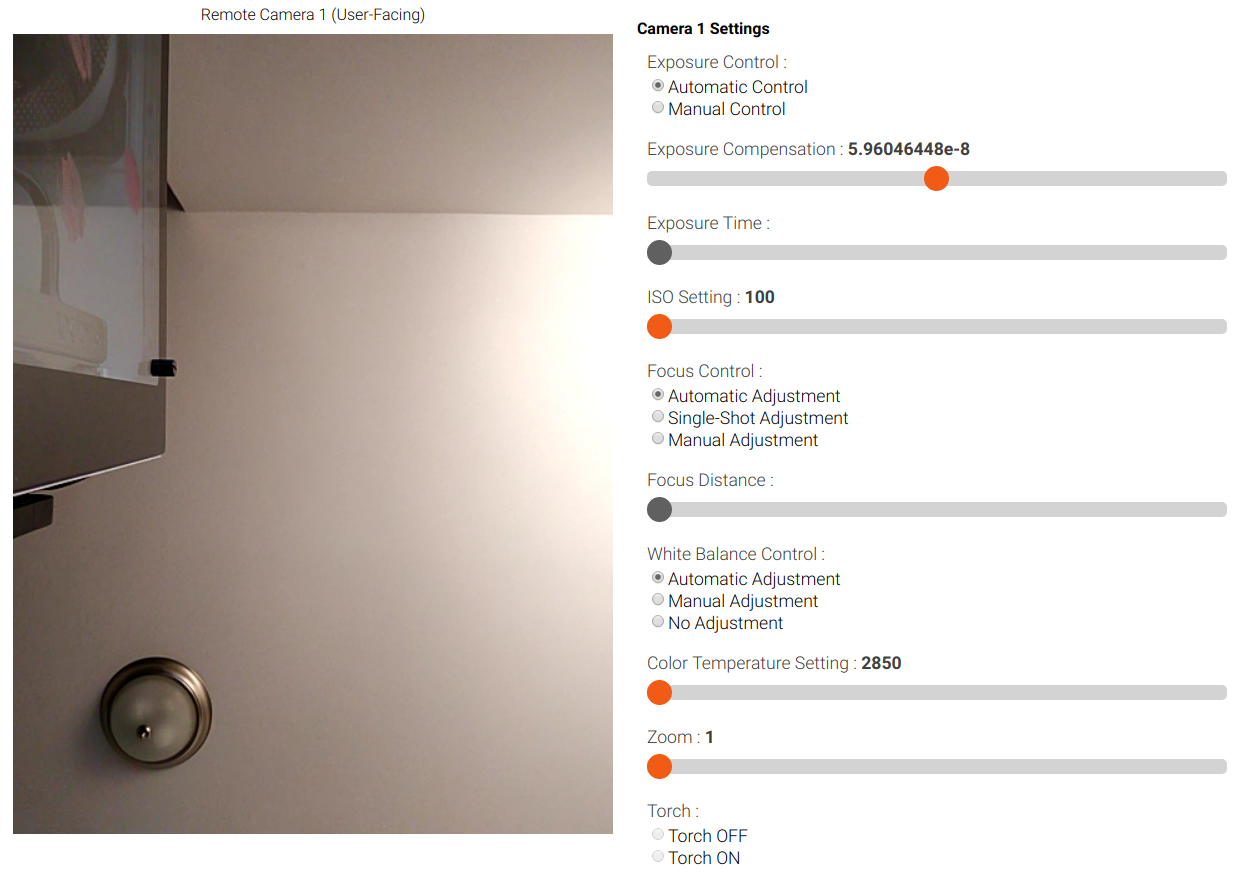 Remote Camera 1 (User-Facing)
Camera 1 Settings
Exposure Control :
Automatic Control
Manual Control
Exposure Compensation : 5.96046448e-8
Exposure Time :
ISO Setting : 100
Focus Control :
Automatic Adjustment
Single-Shot Adjustment
Manual Adjustment
Focus Distance :
White Balance Control :
Automatic Adjustment
Manual Adjustment
No Adjustment
Color Temperature Setting : 2850
Zoom : 1
Torch :
Torch OFF
Torch ON